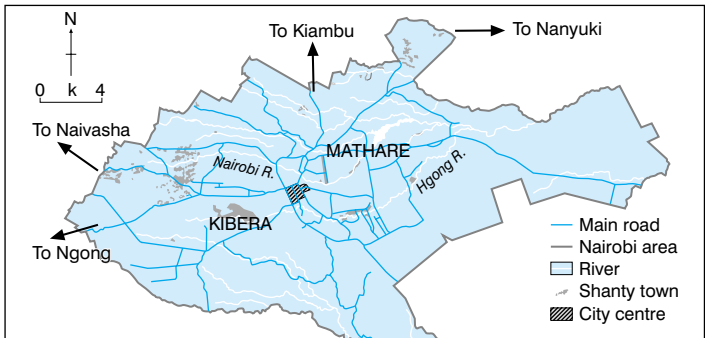 N
0 k 4
To Kiambu
To Nanyuki
To Naivasha
Nairobi R.
MATHARE
Hgong R.
KIBERA
To Ngong
Main road
Nairobi area
River
Shanty town
City centre